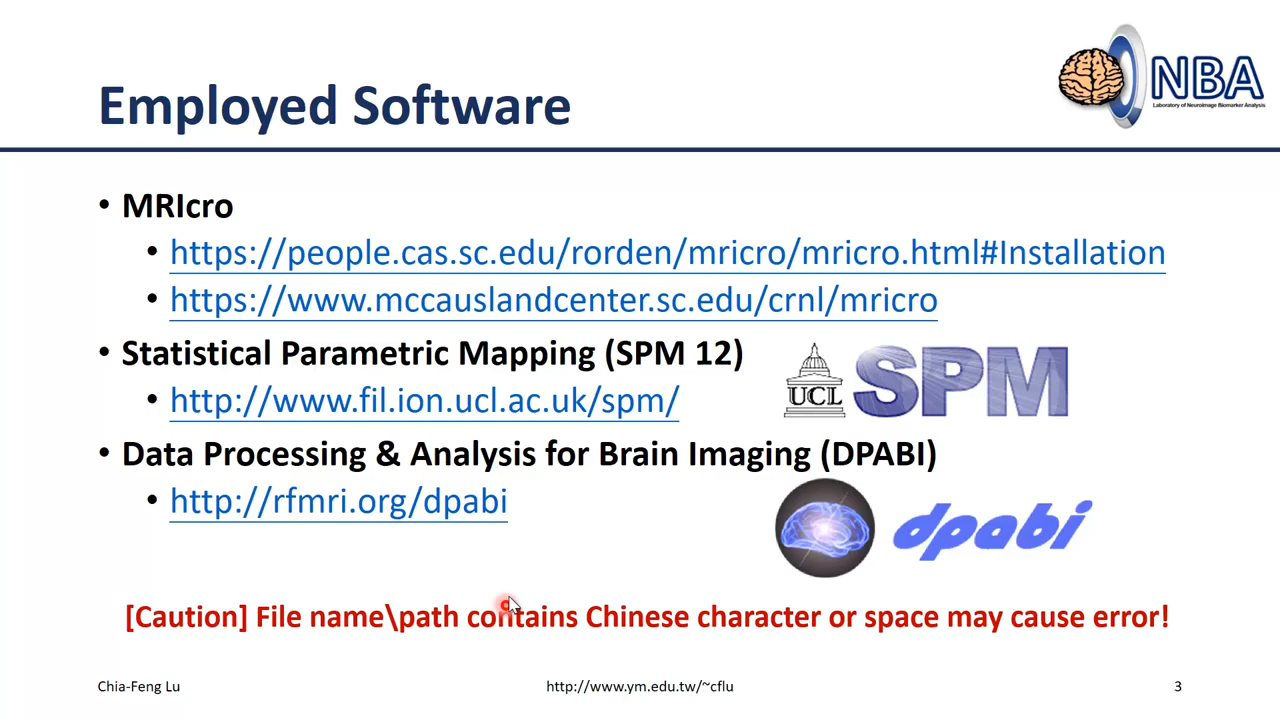 NBA
Laboratory of Neuroimage Biomarker Analysis
Employed Software
• MRIcro
• https://people.cas.sc.edu/rorden/mricro/mricro.html#Installation
• https://www.mccauslandcenter.sc.edu/crnl/mricro
• Statistical Parametric Mapping (SPM 12)
UCL SPM
• http://www.fil.ion.ucl.ac.uk/spm/
• Data Processing & Analysis for Brain Imaging (DPABI)
• http://rfmri.org/dpabi
dpabi
[Caution] File name\path contains Chinese character or space may cause error!
Chia-Feng Lu
http://www.ym.edu.tw/~cflu
3